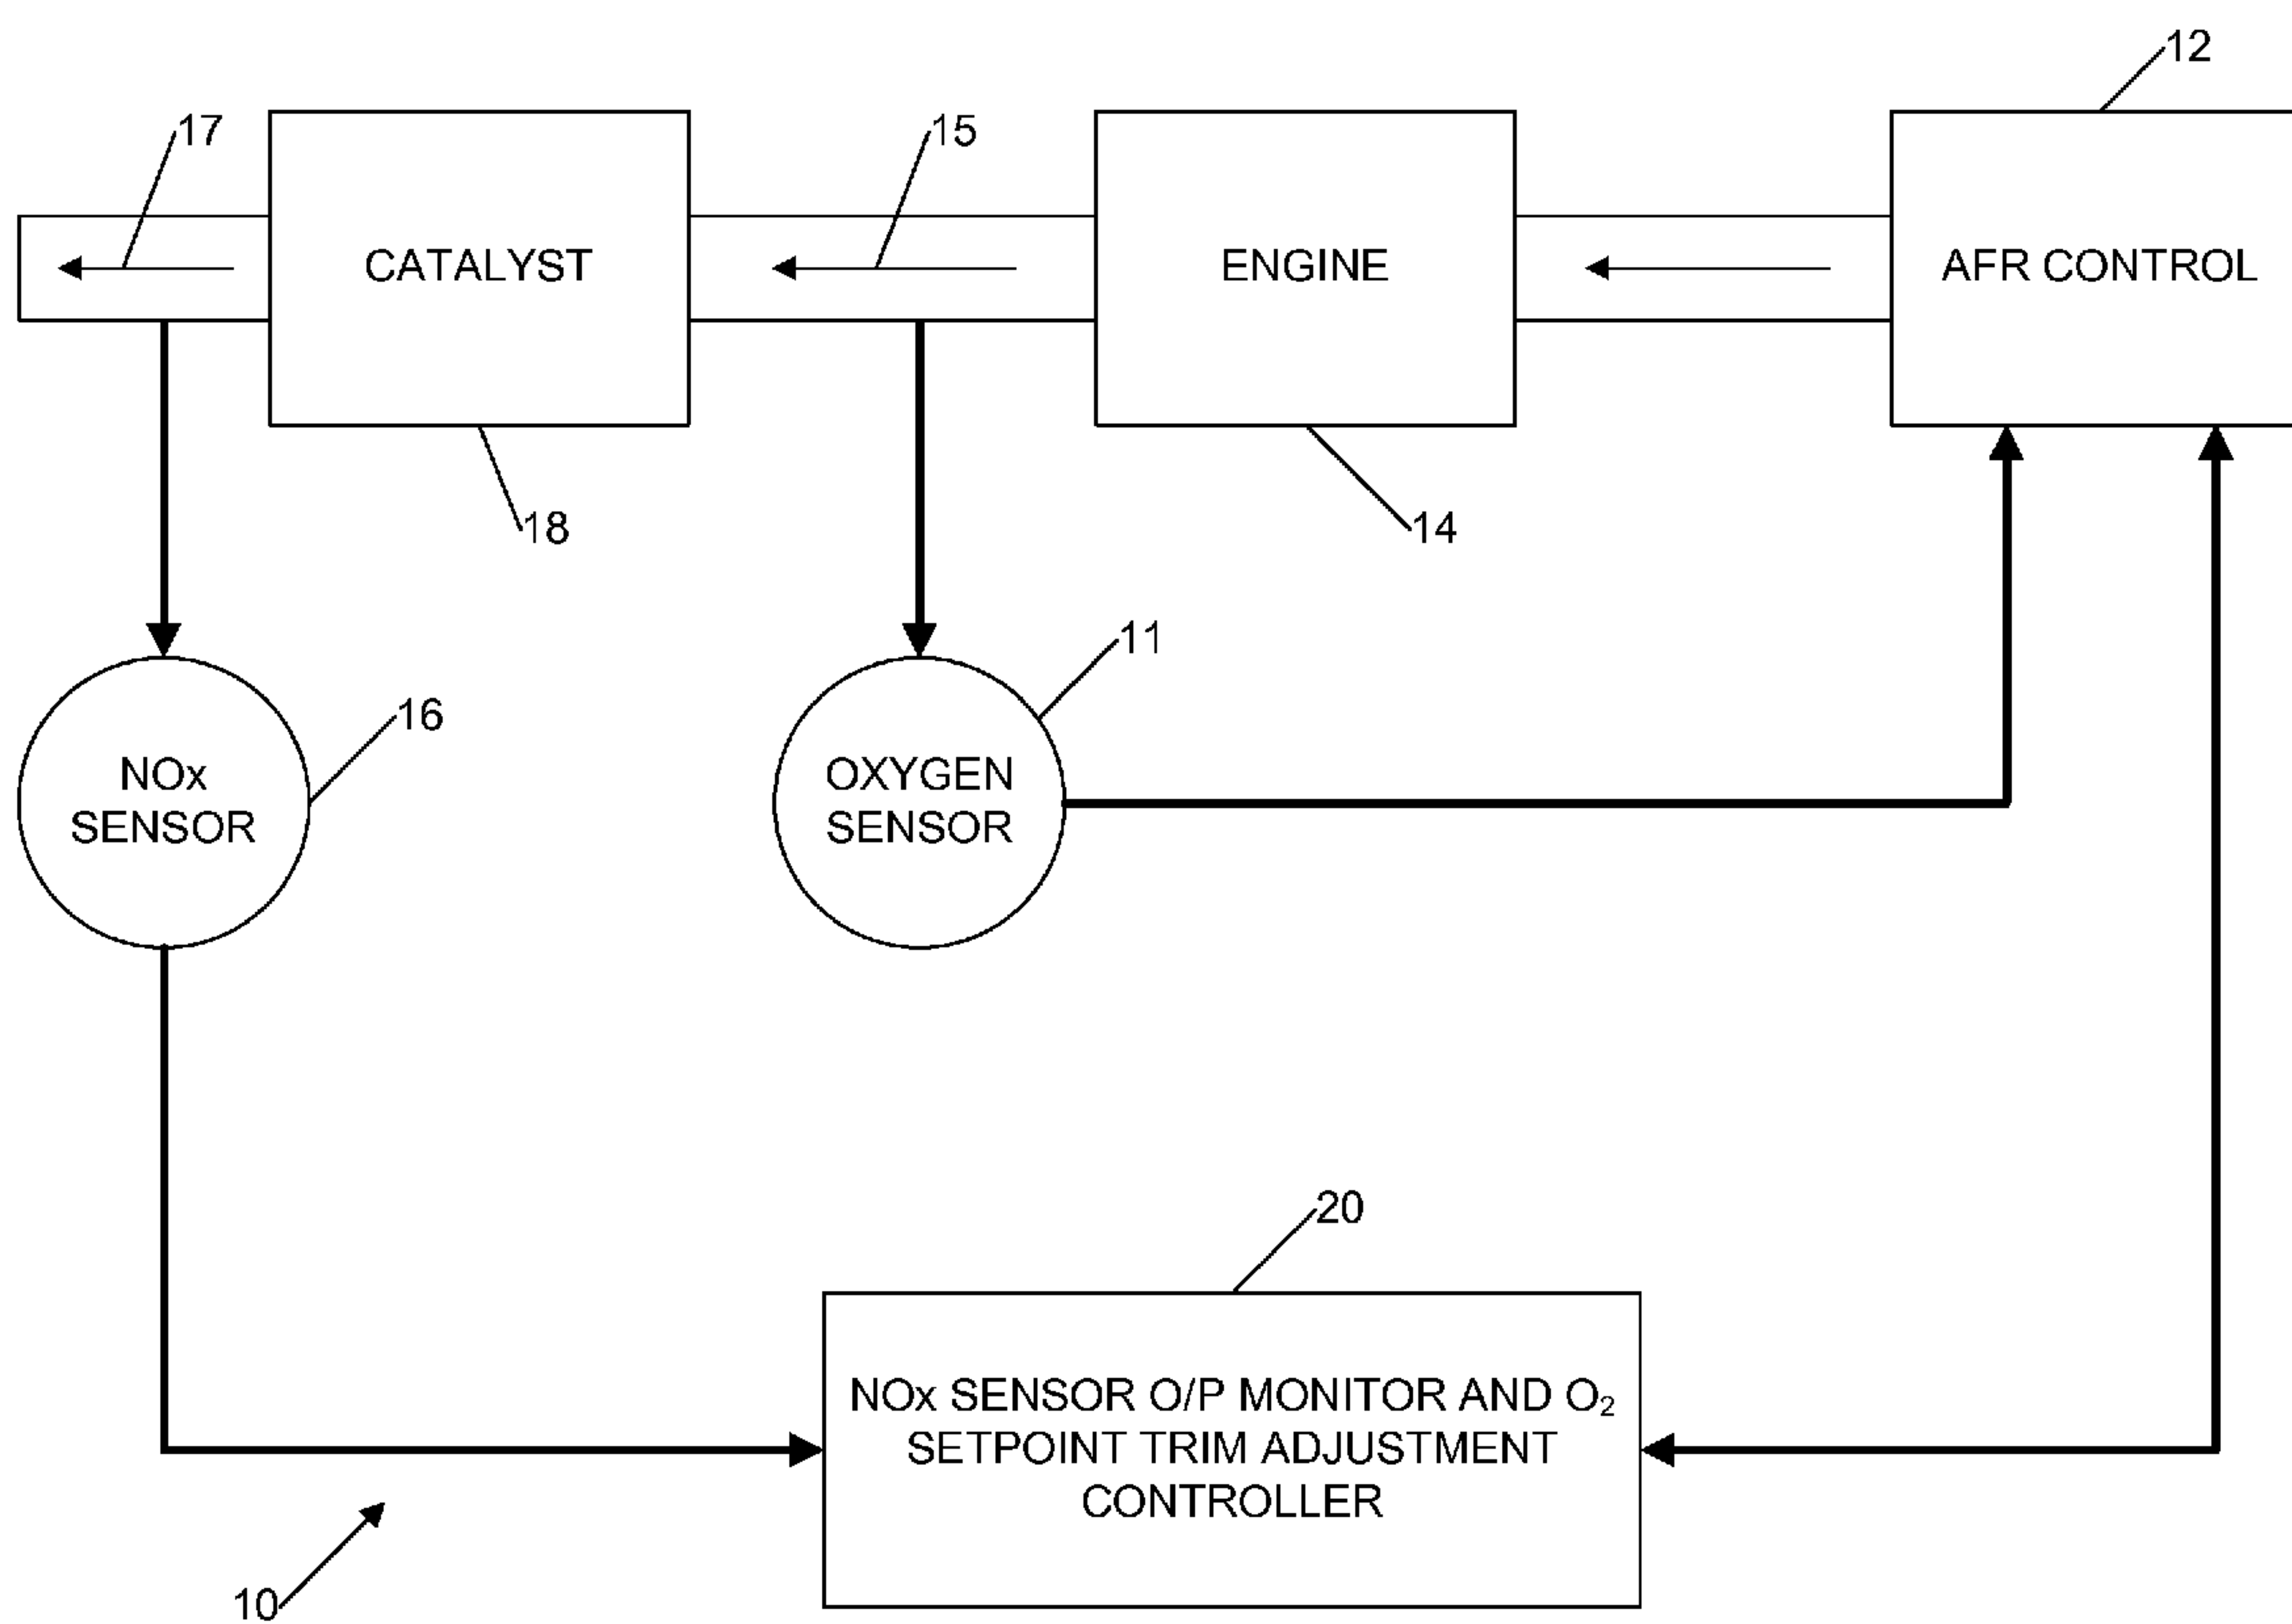 12
17
15
CATALYST
ENGINE
AFR CONTROL
18
14
11
16
NOx
SENSOR
OXYGEN
SENSOR
20
NOx SENSOR O/P MONITOR AND O₂
SETPOINT TRIM ADJUSTMENT
CONTROLLER
10